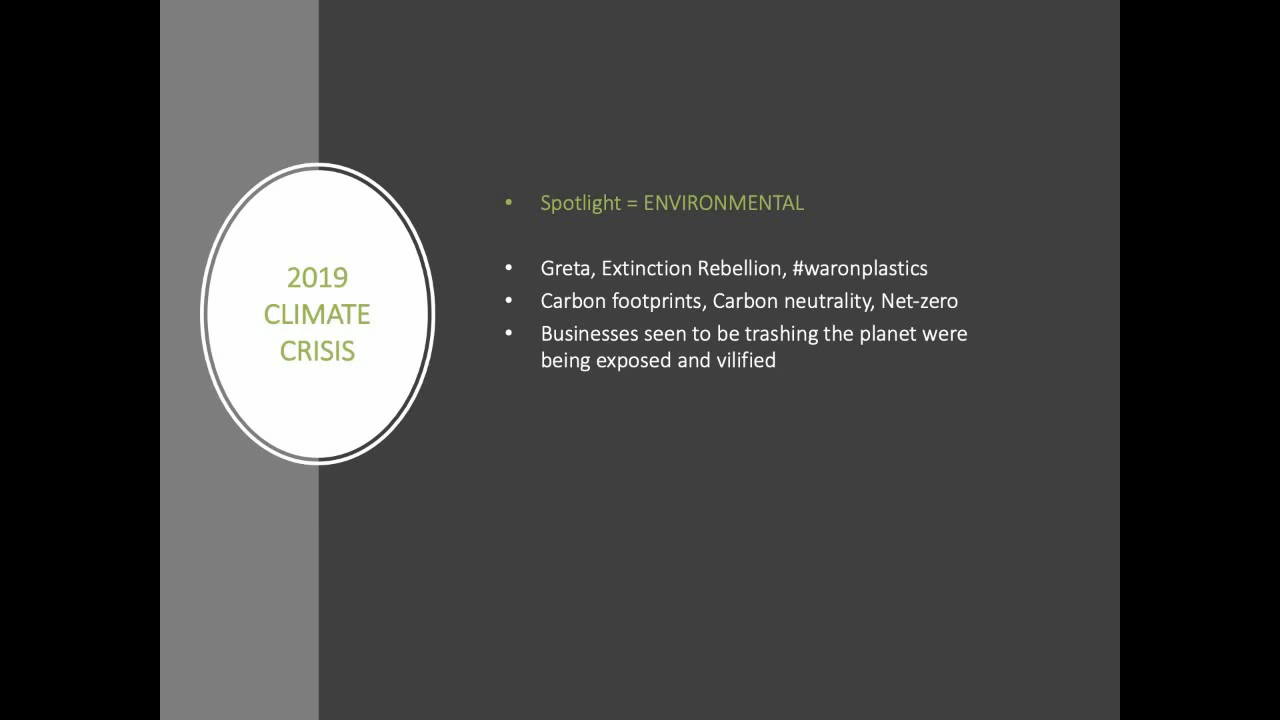 2019
CLIMATE
CRISIS
• Spotlight = ENVIRONMENTAL
• Greta, Extinction Rebellion, #waronplastics
• Carbon footprints, Carbon neutrality, Net-zero
• Businesses seen to be trashing the planet were
being exposed and vilified